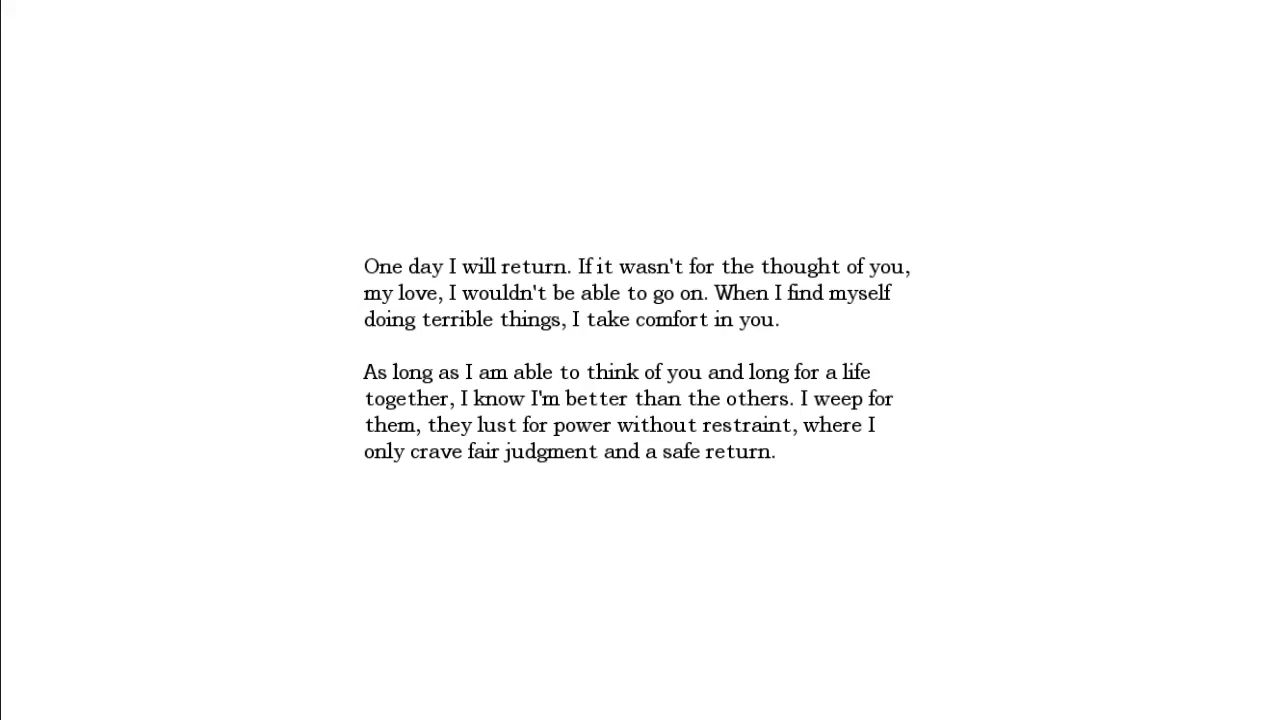 One day I will return. If it wasn't for the thought of you,
my love, I wouldn't be able to go on. When I find myself
doing terrible things, I take comfort in you.
As long as I am able to think of you and long for a life
together, I know I'm better than the others. I weep for
them, they lust for power without restraint, where I
only crave fair judgment and a safe return.